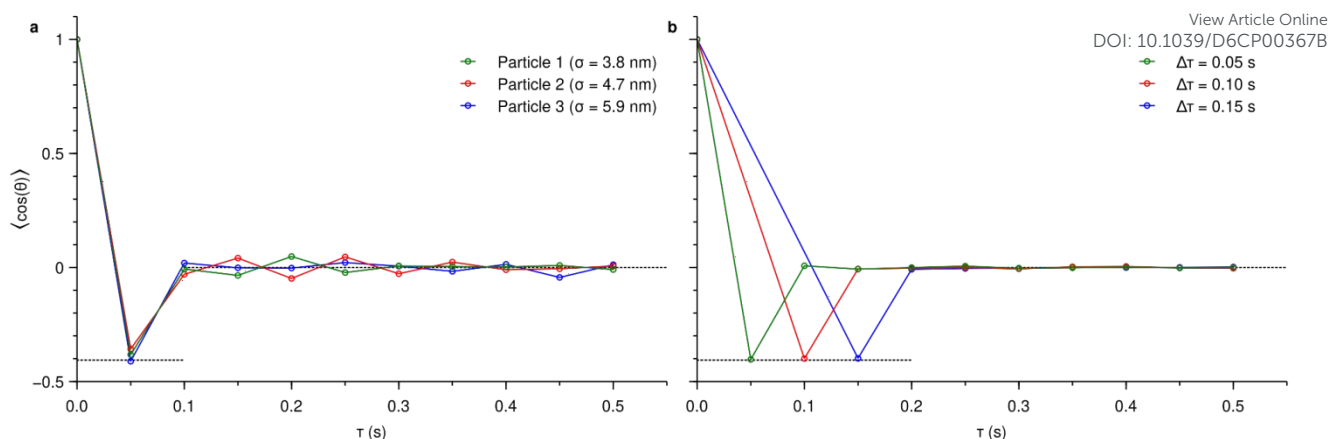 View Article Online
DOI: 10.1039/D6CP00367B
a
Particle 1 (σ = 3.8 nm)
Particle 2 (σ = 4.7 nm)
Particle 3 (σ = 5.9 nm)
⟨cos(θ)⟩
1
0.5
0
−0.5
0.0 0.1 0.2 0.3 0.4 0.5
τ (s)
b
Δτ = 0.05 s
Δτ = 0.10 s
Δτ = 0.15 s
0.0 0.1 0.2 0.3 0.4 0.5
τ (s)